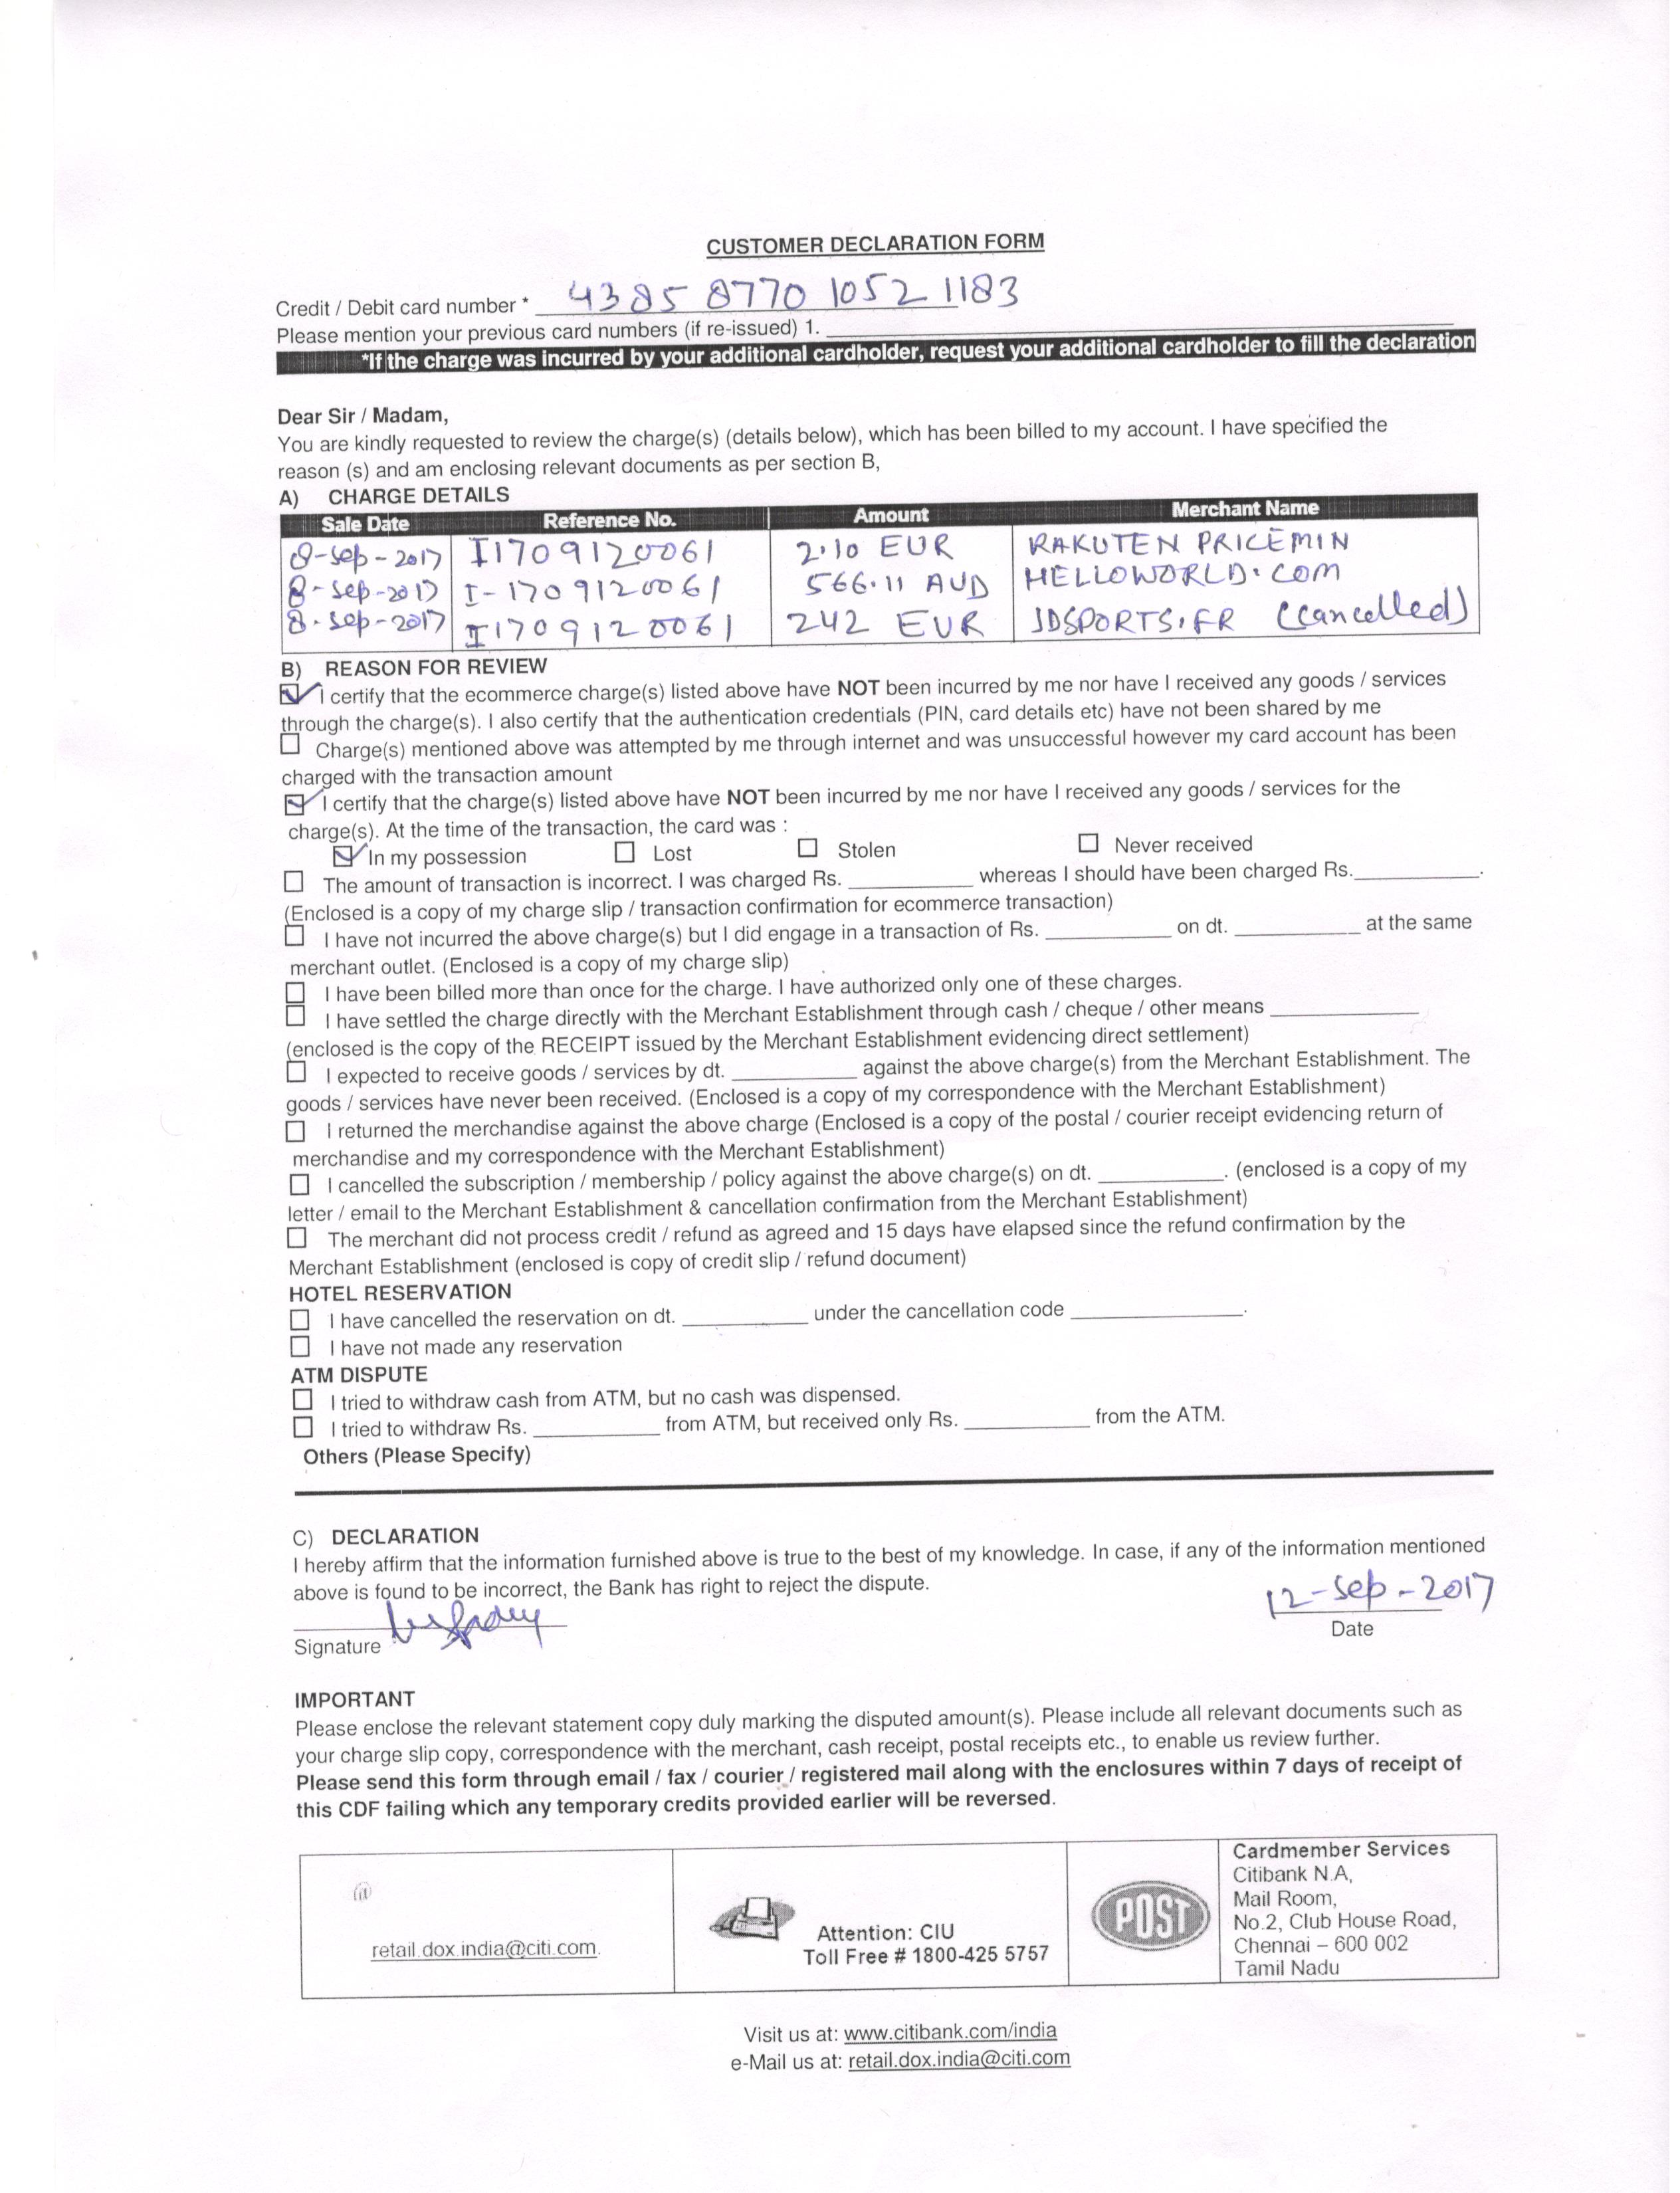 CUSTOMER DECLARATION FORM
Credit / Debit card number * 4385 8770 1052 1183
Please mention your previous card numbers (if re-issued) 1.
*If the charge was incurred by your additional cardholder, request your additional cardholder to fill the declaration
Dear Sir / Madam,
You are kindly requested to review the charge(s) (details below), which has been billed to my account. I have specified the
reason (s) and am enclosing relevant documents as per section B,
A) CHARGE DETAILS
Sale Date Reference No. Amount Merchant Name
8-Sep-2017 I1709120061 2.10 EUR RAKUTEN PRICEMIN
8-Sep-2017 I-1709120061 566.11 AUD HELLOWORLD.COM
8-Sep-2017 I1709120061 242 EUR JDSPORTS.FR (cancelled)
B) REASON FOR REVIEW
I certify that the ecommerce charge(s) listed above have NOT been incurred by me nor have I received any goods / services
through the charge(s). I also certify that the authentication credentials (PIN, card details etc) have not been shared by me
Charge(s) mentioned above was attempted by me through internet and was unsuccessful however my card account has been
charged with the transaction amount
I certify that the charge(s) listed above have NOT been incurred by me nor have I received any goods / services for the
charge(s). At the time of the transaction, the card was :
In my possession Lost Stolen Never received
The amount of transaction is incorrect. I was charged Rs. whereas I should have been charged Rs. .
(Enclosed is a copy of my charge slip / transaction confirmation for ecommerce transaction)
I have not incurred the above charge(s) but I did engage in a transaction of Rs. on dt. at the same
merchant outlet. (Enclosed is a copy of my charge slip)
I have been billed more than once for the charge. I have authorized only one of these charges.
I have settled the charge directly with the Merchant Establishment through cash / cheque / other means
(enclosed is the copy of the RECEIPT issued by the Merchant Establishment evidencing direct settlement)
I expected to receive goods / services by dt. against the above charge(s) from the Merchant Establishment. The
goods / services have never been received. (Enclosed is a copy of my correspondence with the Merchant Establishment)
I returned the merchandise against the above charge (Enclosed is a copy of the postal / courier receipt evidencing return of
merchandise and my correspondence with the Merchant Establishment)
I cancelled the subscription / membership / policy against the above charge(s) on dt. . (enclosed is a copy of my
letter / email to the Merchant Establishment & cancellation confirmation from the Merchant Establishment)
The merchant did not process credit / refund as agreed and 15 days have elapsed since the refund confirmation by the
Merchant Establishment (enclosed is copy of credit slip / refund document)
HOTEL RESERVATION
I have cancelled the reservation on dt. under the cancellation code .
I have not made any reservation
ATM DISPUTE
I tried to withdraw cash from ATM, but no cash was dispensed.
I tried to withdraw Rs. from ATM, but received only Rs. from the ATM.
Others (Please Specify)
C) DECLARATION
I hereby affirm that the information furnished above is true to the best of my knowledge. In case, if any of the information mentioned
above is found to be incorrect, the Bank has right to reject the dispute.
12-Sep-2017
Signature Date
IMPORTANT
Please enclose the relevant statement copy duly marking the disputed amount(s). Please include all relevant documents such as
your charge slip copy, correspondence with the merchant, cash receipt, postal receipts etc., to enable us review further.
Please send this form through email / fax / courier / registered mail along with the enclosures within 7 days of receipt of
this CDF failing which any temporary credits provided earlier will be reversed.
@
retail.dox.india@citi.com.
Attention: CIU
Toll Free # 1800-425 5757
POST
Cardmember Services
Citibank N.A,
Mail Room,
No.2, Club House Road,
Chennai – 600 002
Tamil Nadu
Visit us at: www.citibank.com/india
e-Mail us at: retail.dox.india@citi.com